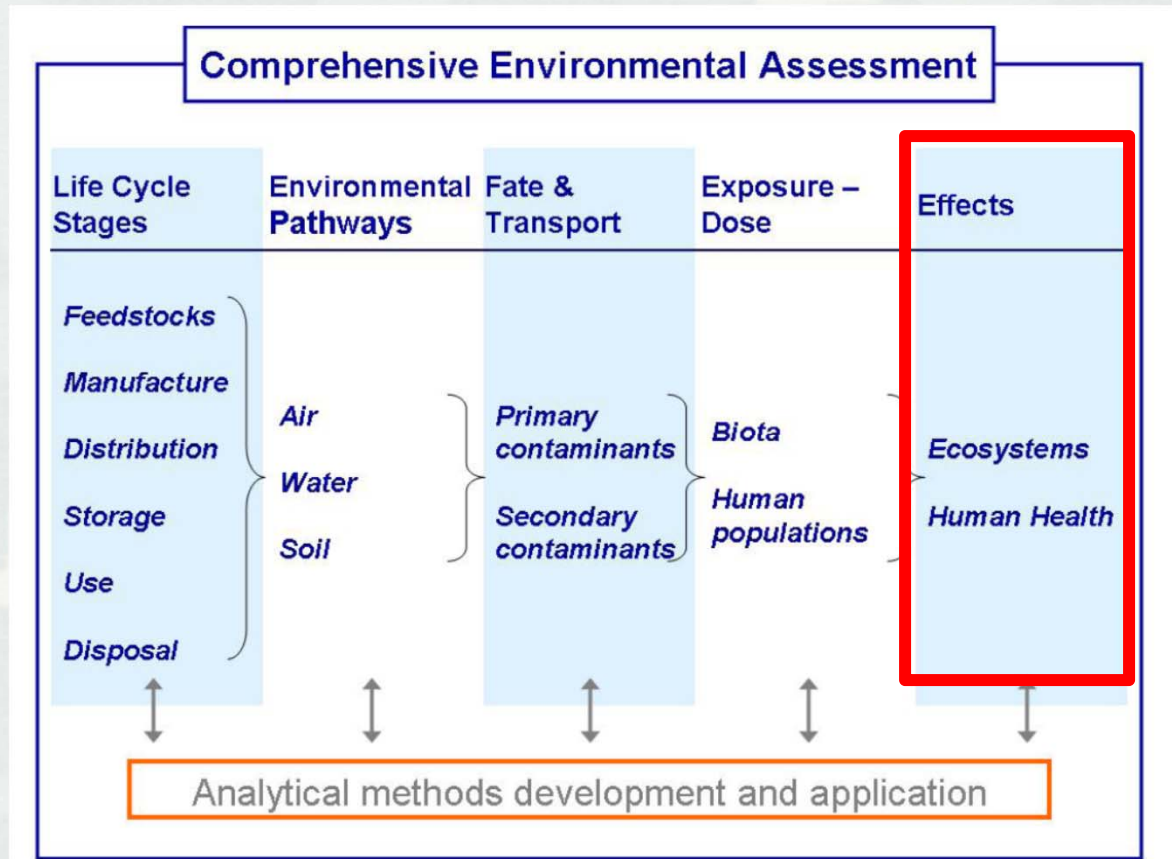 Comprehensive Environmental Assessment
Life Cycle
Stages
Environmental
Pathways
Fate &
Transport
Exposure –
Dose
Effects
Feedstocks
Manufacture
Distribution
Storage
Use
Disposal
Air
Water
Soil
Primary
contaminants
Secondary
contaminants
Biota
Human
populations
Ecosystems
Human Health
Analytical methods development and application